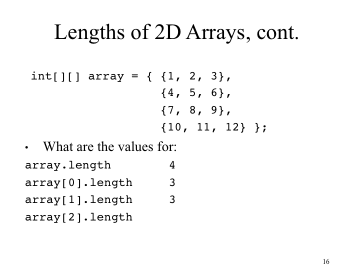 Lengths of 2D Arrays, cont.
int[][] array = { {1, 2, 3},
{4, 5, 6},
{7, 8, 9},
{10, 11, 12} };
• What are the values for:
array.length 4
array[0].length 3
array[1].length 3
array[2].length
16